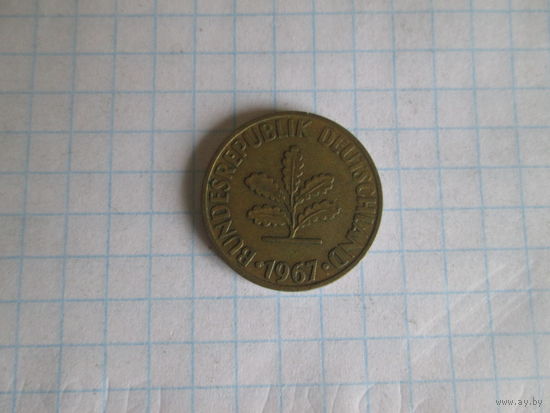 BUNDESREPUBLIK DEUTSCHLAND
· 1967 ·
www.ay.by